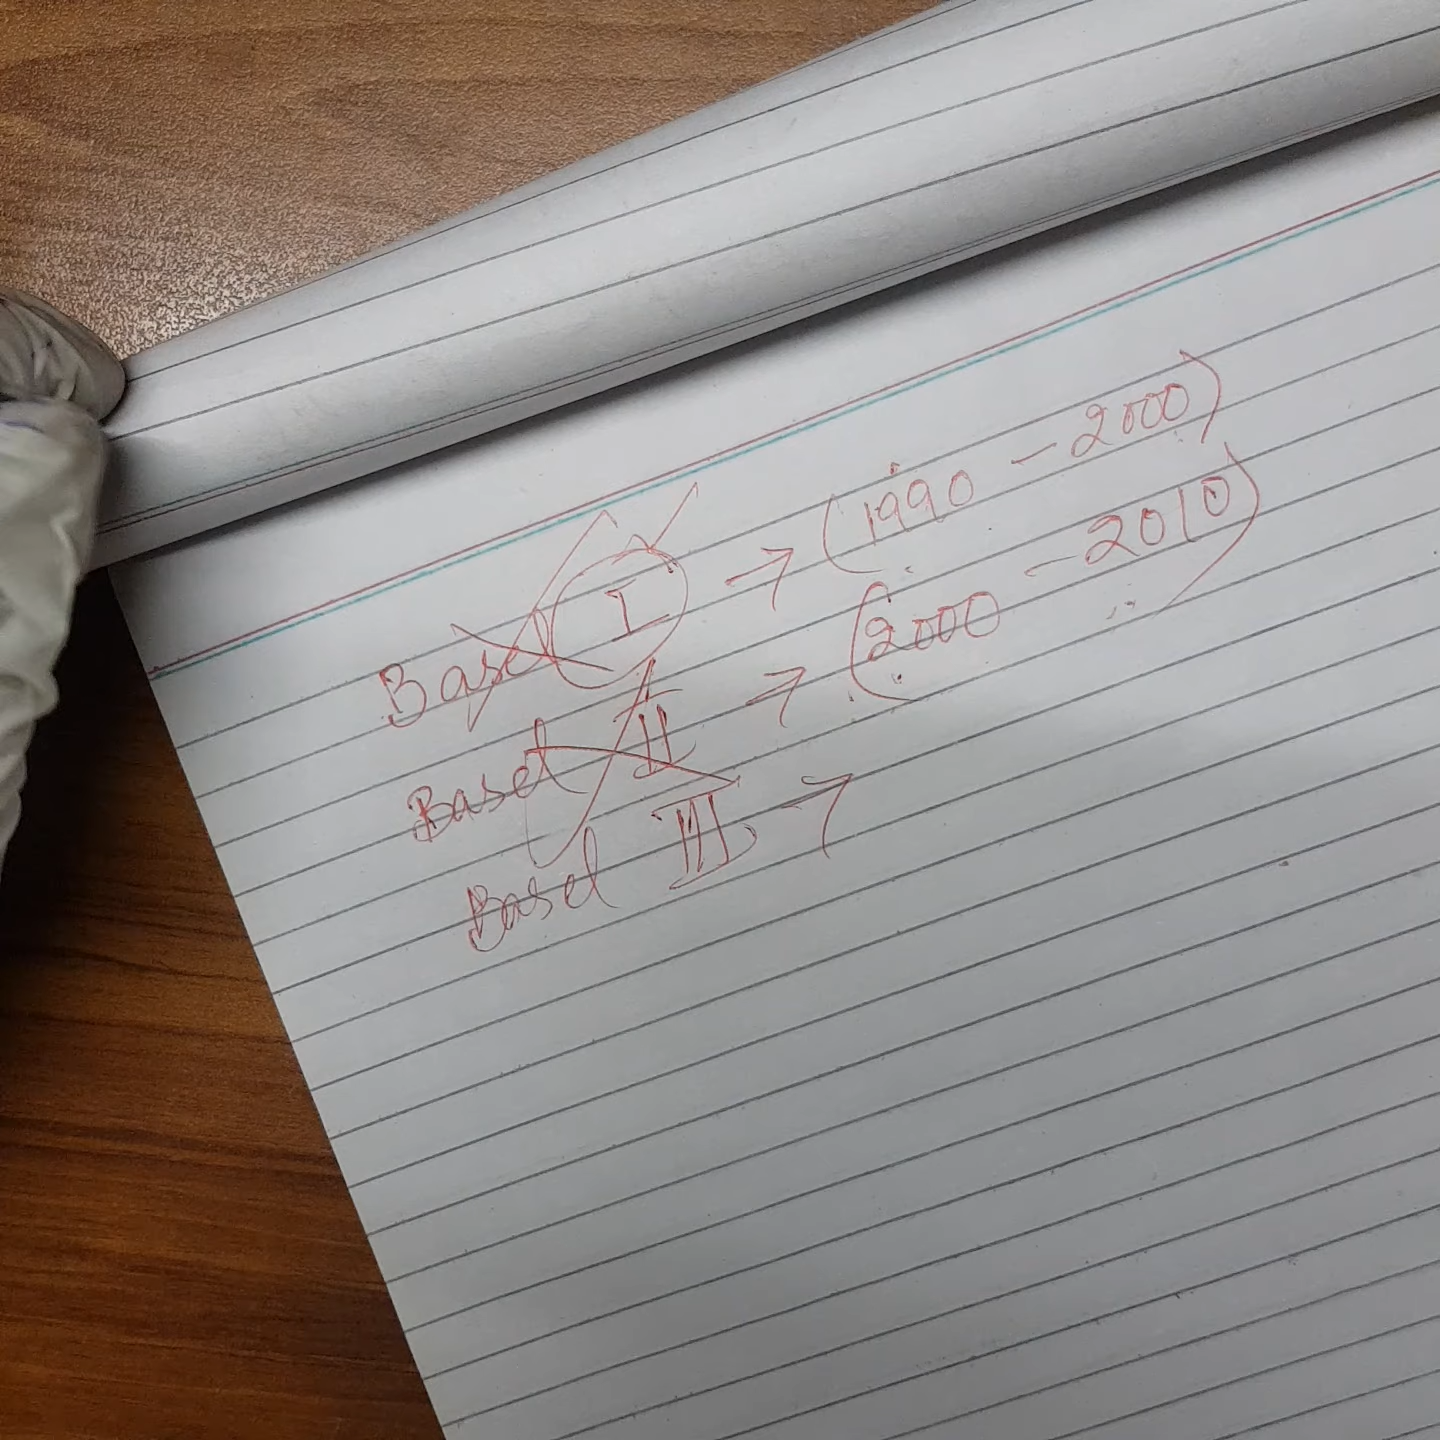 Basel I → (1990 - 2000)
Basel II → (2000 - 2010)
Basel III →